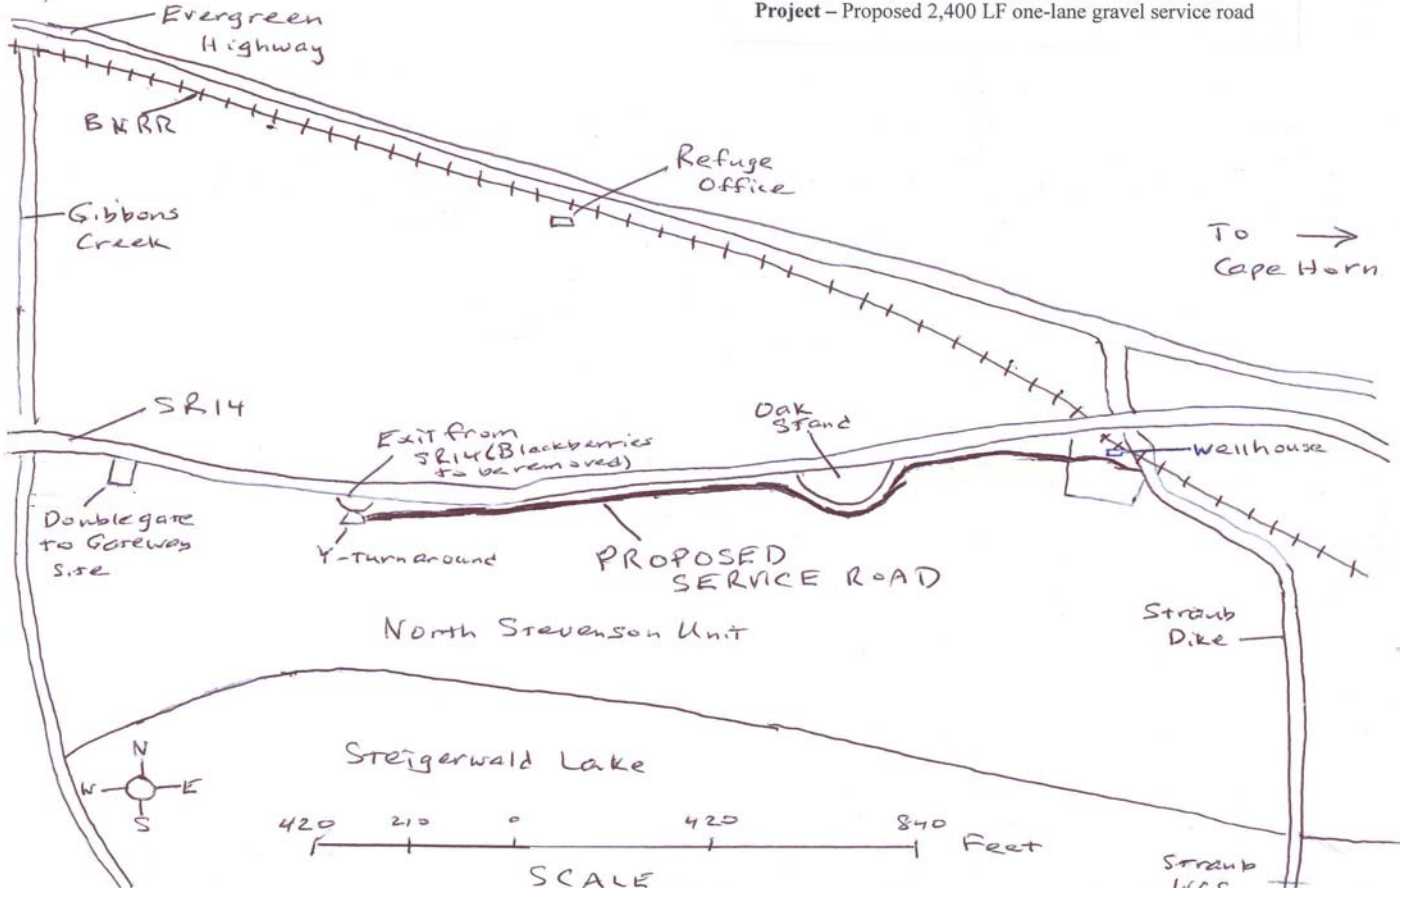 Project – Proposed 2,400 LF one-lane gravel service road
Evergreen
Highway
BNRR
Refuge
Office
Gibbons
Creek
To
Cape Horn
SR14
Exit from
SR14 (Blackberries
to be removed)
Oak
Stand
Wellhouse
Double gate
to Gateway
Site
Y-Turnaround
PROPOSED
SERVICE ROAD
North Stevenson Unit
Straub
Dike
Steigerwald Lake
N
W E
S
420 210 0 420 840 Feet
SCALE
Straub